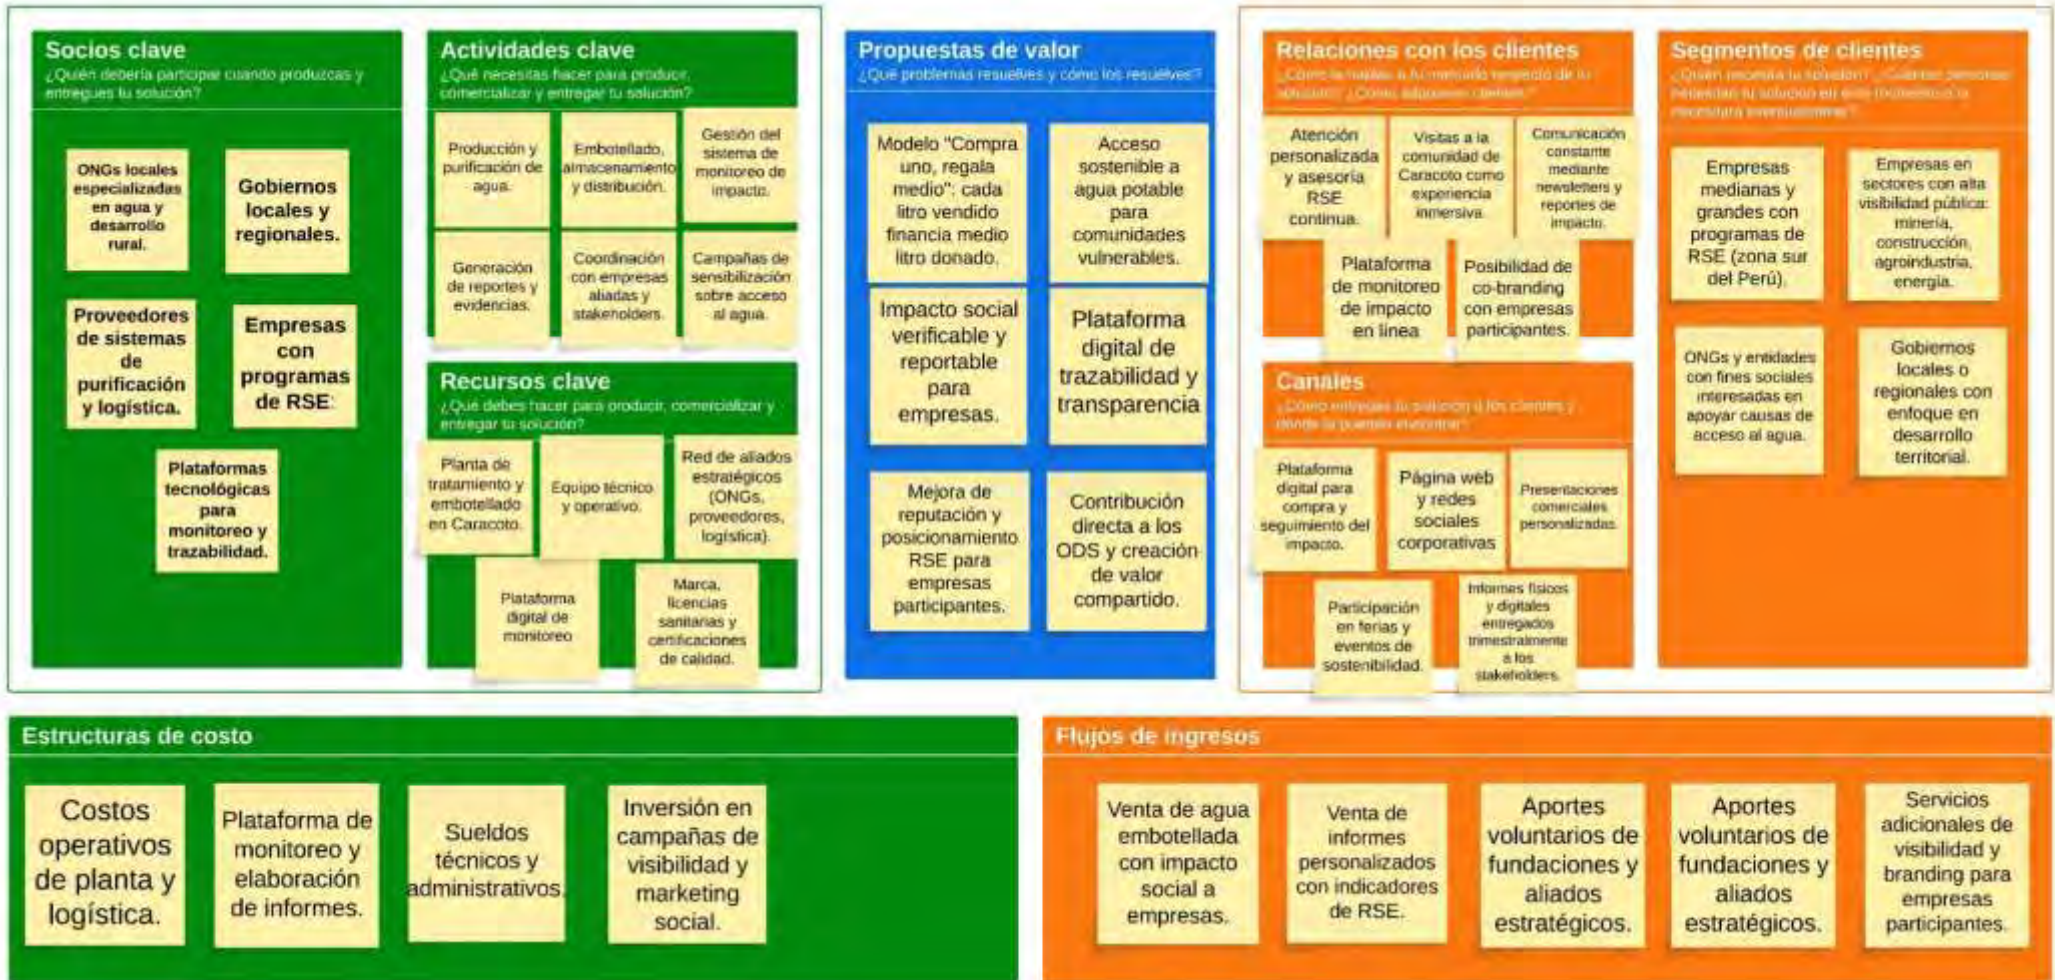 Socios clave
¿Quién debería participar cuando produzcas y
entregues tu solución?
ONGs locales
especializadas
en agua y
desarrollo
rural.
Gobiernos
locales y
regionales.
Proveedores
de sistemas
de
purificación
y logística.
Empresas
con
programas
de RSE.
Plataformas
tecnológicas
para
monitoreo y
trazabilidad.
Actividades clave
¿Qué necesitas hacer para producir,
comercializar y entregar tu solución?
Producción y
purificación de
agua.
Embotellado,
almacenamiento
y distribución.
Gestión del
sistema de
monitoreo de
impacto.
Generación
de reportes y
evidencias.
Coordinación
con empresas
aliadas y
stakeholders.
Campañas de
sensibilización
sobre acceso
al agua.
Recursos clave
¿Qué debes hacer para producir, comercializar y
entregar tu solución?
Planta de
tratamiento y
embotellado
en Caracoto.
Equipo técnico
y operativo.
Red de aliados
estratégicos
(ONGs,
proveedores,
logística).
Plataforma
digital de
monitoreo
Marca,
licencias
sanitarias y
certificaciones
de calidad.
Propuestas de valor
¿Qué problemas resuelves y cómo los resuelves?
Modelo "Compra
uno, regala
medio": cada
litro vendido
financia medio
litro donado.
Acceso
sostenible a
agua potable
para
comunidades
vulnerables.
Impacto social
verificable y
reportable
para
empresas.
Plataforma
digital de
trazabilidad y
transparencia
Mejora de
reputación y
posicionamiento
RSE para
empresas
participantes.
Contribución
directa a los
ODS y creación
de valor
compartido.
Relaciones con los clientes
Atención
personalizada
y asesoría
RSE
continua.
Visitas a la
comunidad de
Caracoto como
experiencia
inmersiva.
Comunicación
constante
mediante
newsletters y
reportes de
impacto.
Plataforma
de monitoreo
de impacto
en línea
Posibilidad de
co-branding
con empresas
participantes.
Canales
¿Cómo entregas tu solución a los clientes y
dónde la pueden encontrar?
Plataforma
digital para
compra y
seguimiento del
impacto.
Página web
y redes
sociales
corporativas
Presentaciones
comerciales
personalizadas.
Participación
en ferias y
eventos de
sostenibilidad.
Informes físicos
y digitales
entregados
trimestralmente
a los
stakeholders.
Segmentos de clientes
Empresas
medianas y
grandes con
programas de
RSE (zona sur
del Perú).
Empresas en
sectores con alta
visibilidad pública:
minería,
construcción,
agroindustria,
energía.
ONGs y entidades
con fines sociales
interesadas en
apoyar causas de
acceso al agua.
Gobiernos
locales o
regionales con
enfoque en
desarrollo
territorial.
Estructuras de costo
Costos
operativos
de planta y
logística.
Plataforma de
monitoreo y
elaboración
de informes.
Sueldos
técnicos y
administrativos.
Inversión en
campañas de
visibilidad y
marketing
social.
Flujos de ingresos
Venta de agua
embotellada
con impacto
social a
empresas.
Venta de
informes
personalizados
con indicadores
de RSE.
Aportes
voluntarios de
fundaciones y
aliados
estratégicos.
Aportes
voluntarios de
fundaciones y
aliados
estratégicos.
Servicios
adicionales de
visibilidad y
branding para
empresas
participantes.